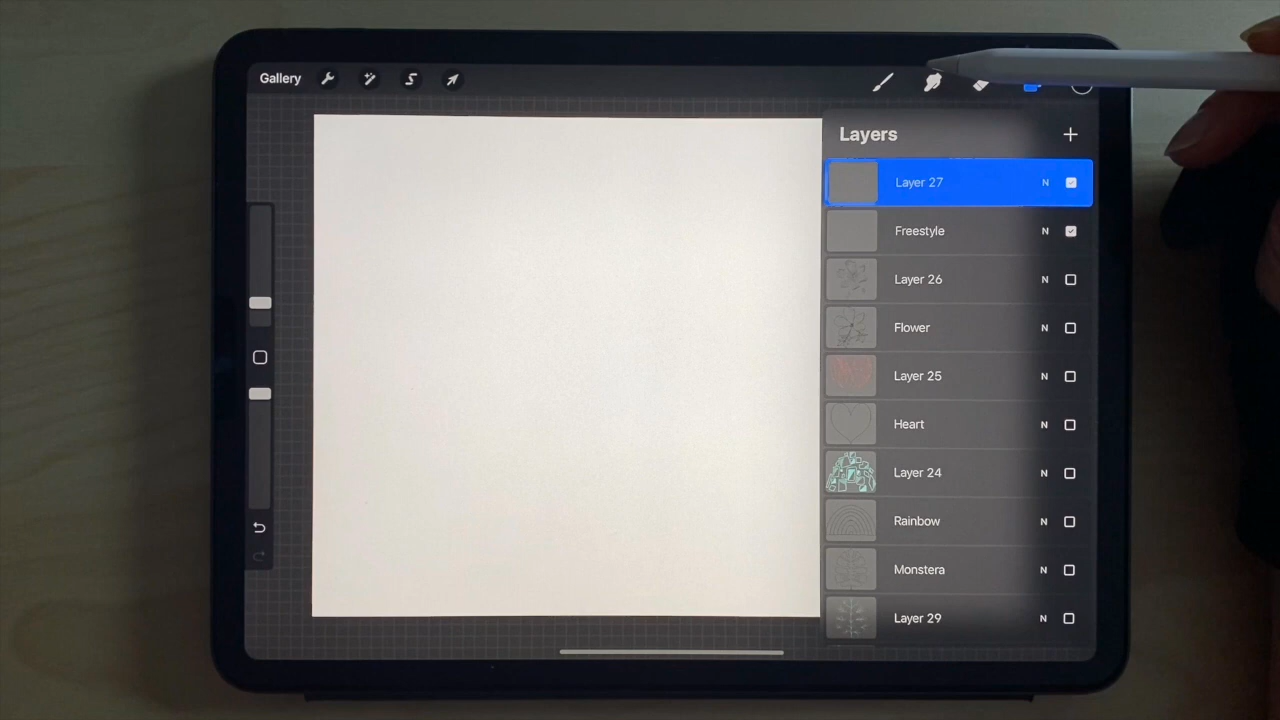 Gallery
Layers
Layer 27 N
Freestyle N
Layer 26 N
Flower N
Layer 25 N
Heart N
Layer 24 N
Rainbow N
Monstera N
Layer 29 N